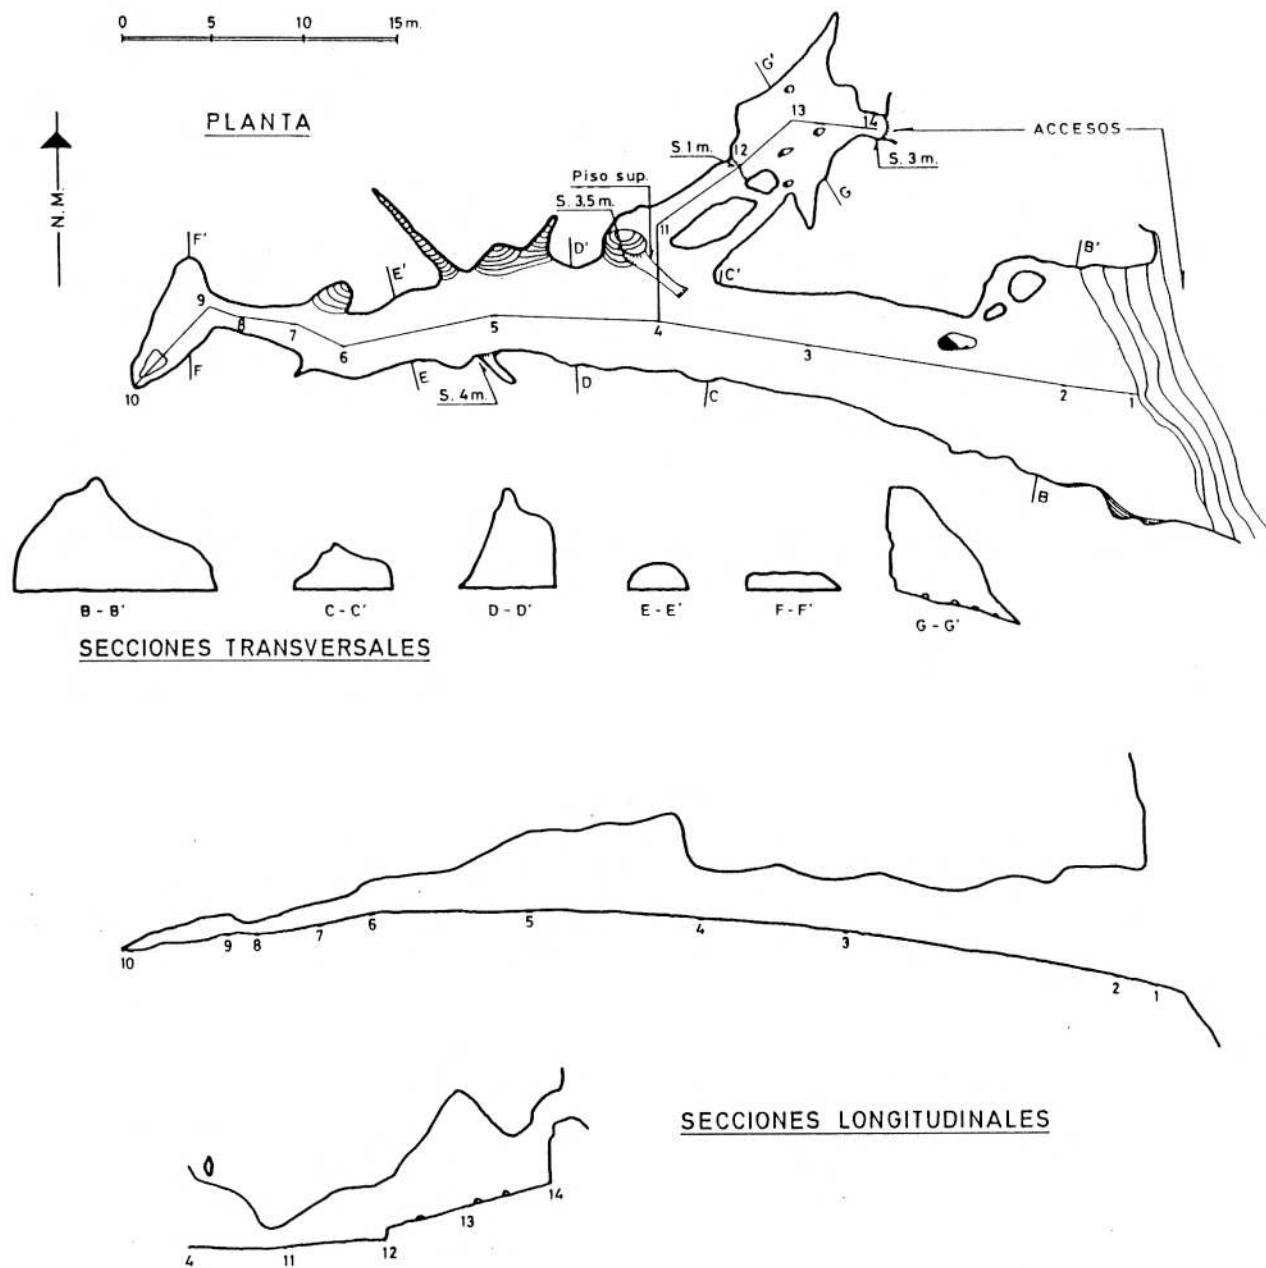 0 5 10 15 m.
PLANTA
N.M.
G'
13
14
ACCESOS
S. 1 m.
12
S. 3 m.
Piso sup.
S. 3,5 m.
G
11
F'
E'
D'
C'
B'
9
8
7
6
5
4
3
2
1
10
F
E
S. 4 m.
D
C
B
B - B'
C - C'
D - D'
E - E'
F - F'
G - G'
SECCIONES TRANSVERSALES
10
9
8
7
6
5
4
3
2
1
SECCIONES LONGITUDINALES
4
11
12
13
14